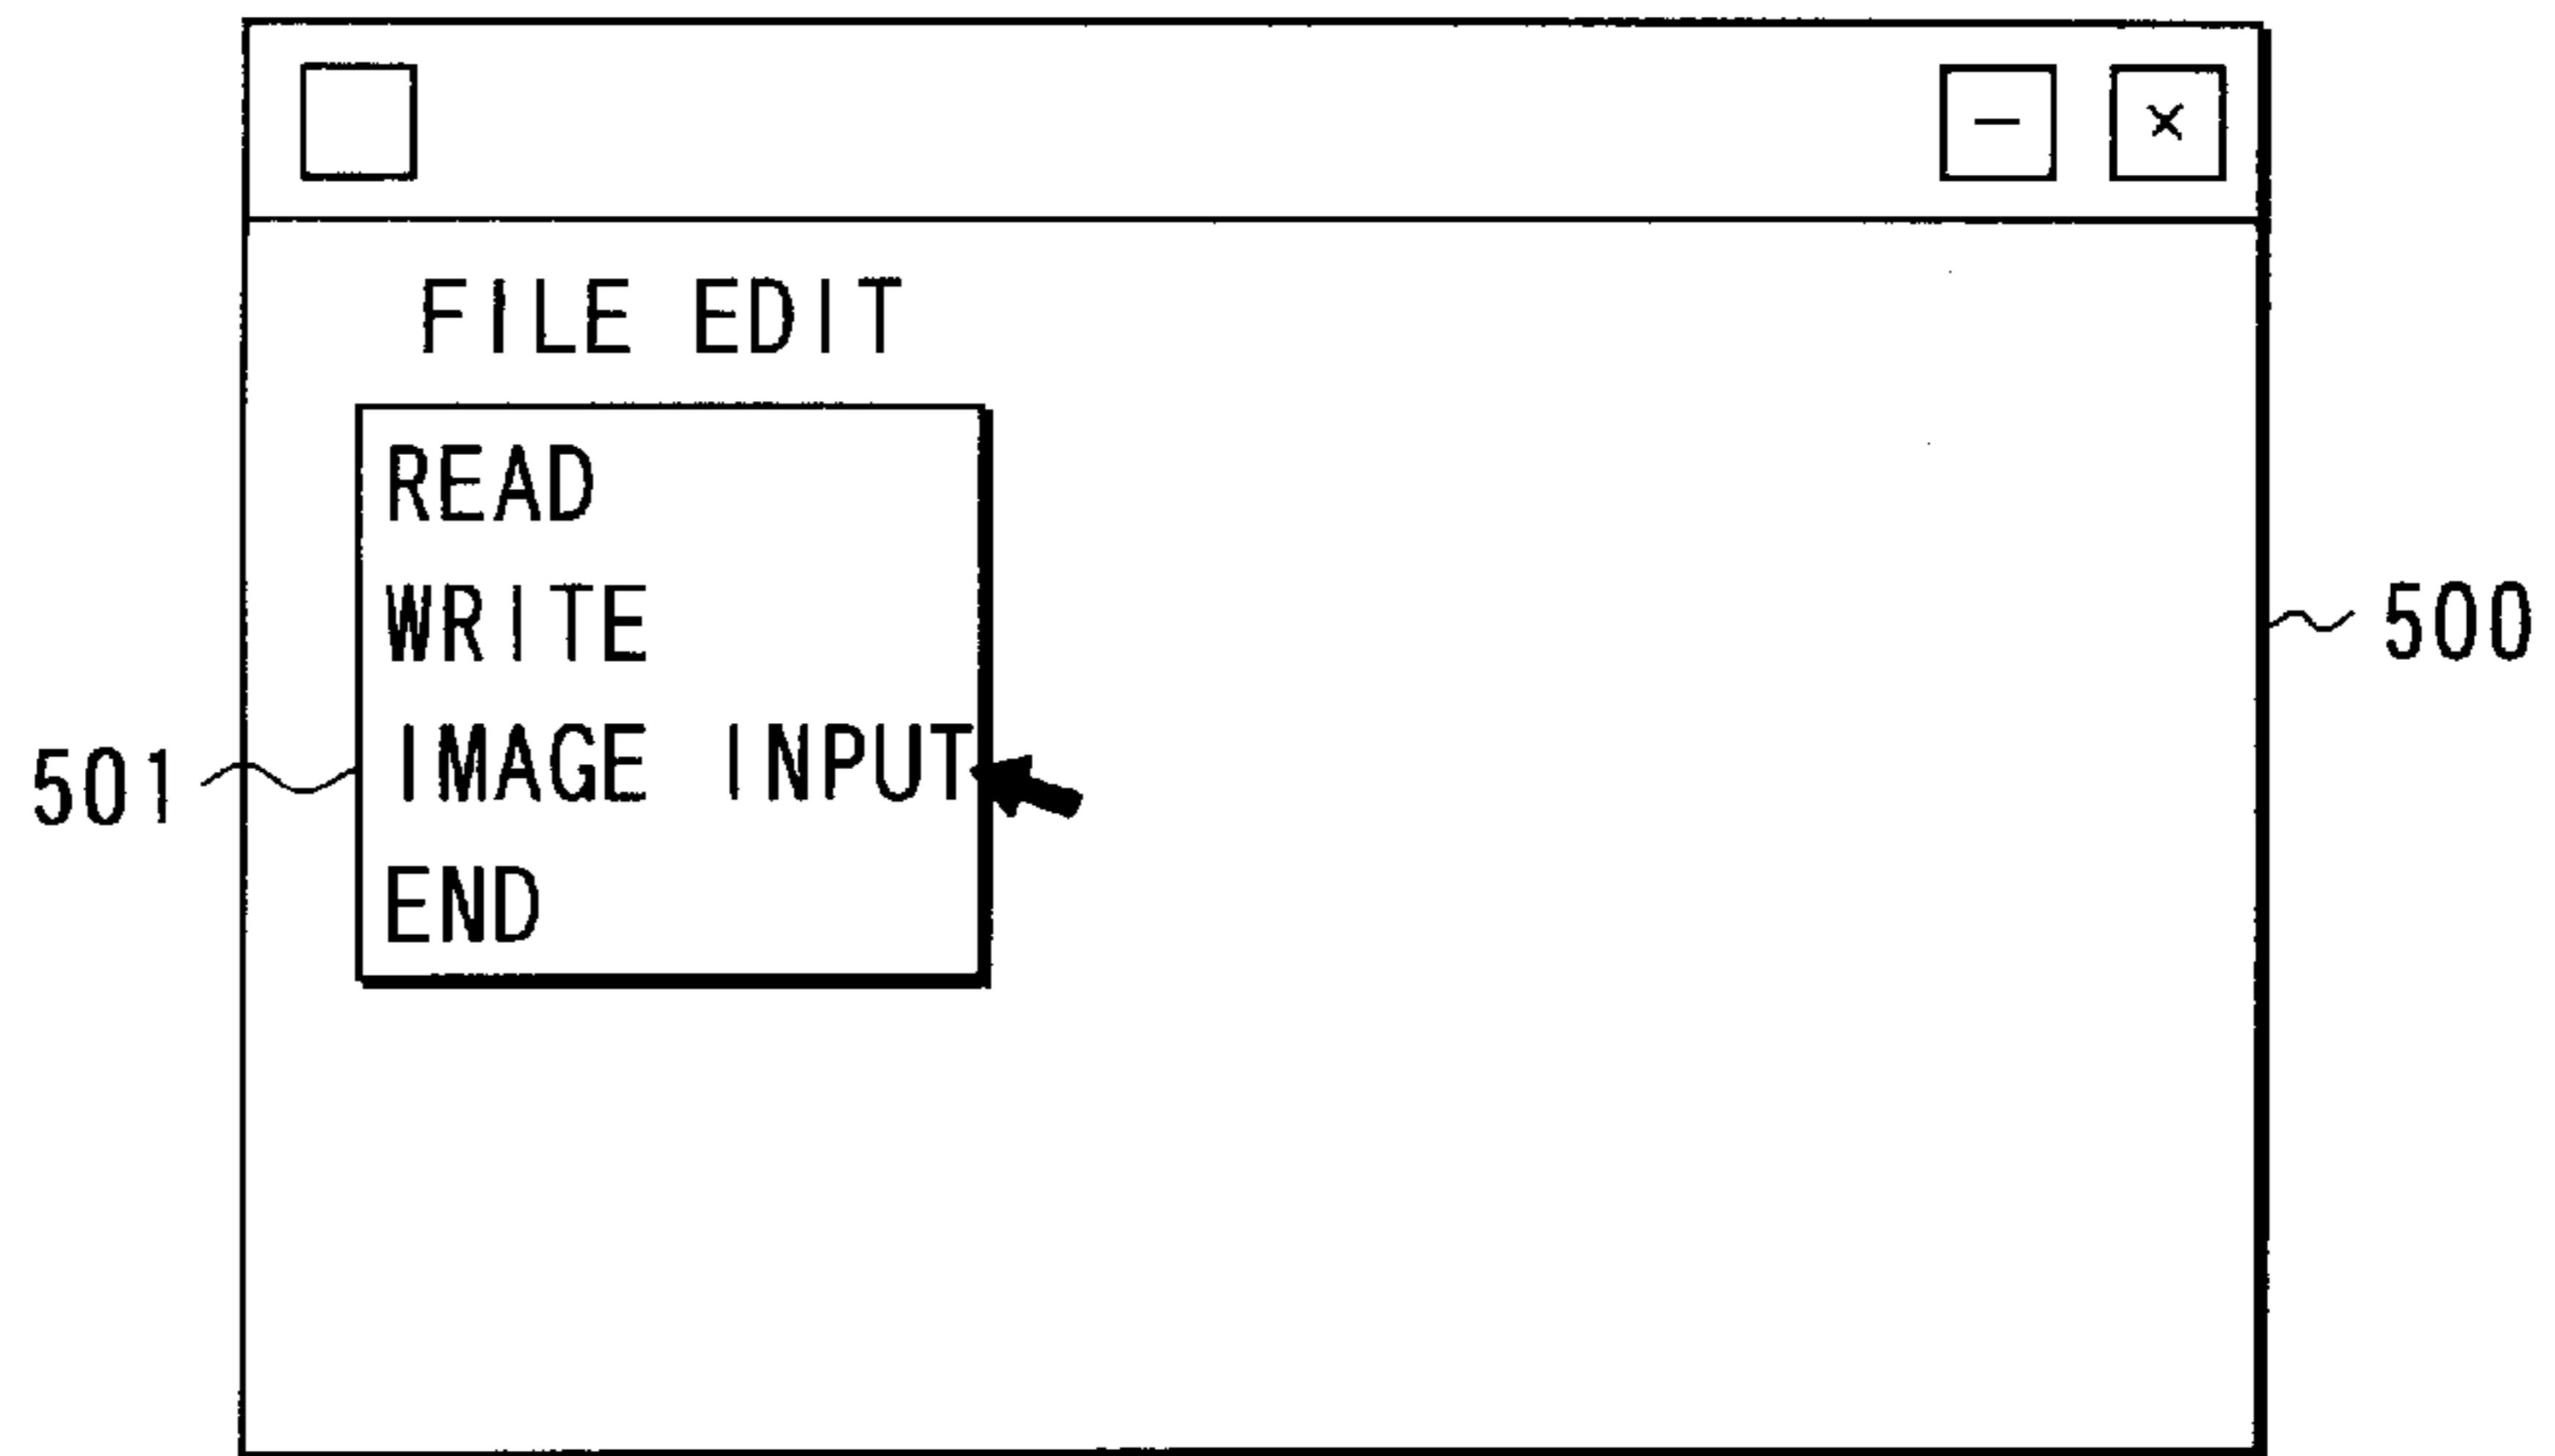 — ×
FILE EDIT
READ
WRITE
500
IMAGE INPUT
501
END